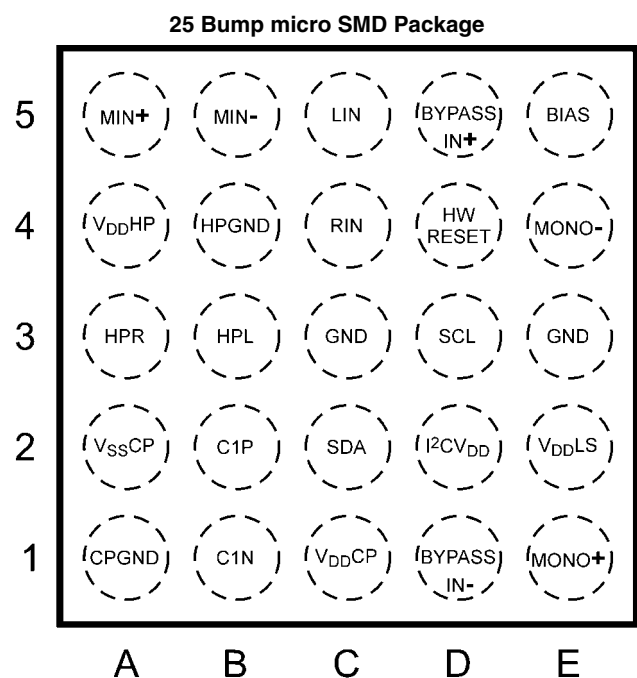 25 Bump micro SMD Package
5 MIN+ MIN- LIN BYPASS IN+ BIAS
4 VDDHP HPGND RIN HW RESET MONO-
3 HPR HPL GND SCL GND
2 VSSCP C1P SDA I²CVDD VDDLS
1 CPGND C1N VDDCP BYPASS IN- MONO+
A B C D E